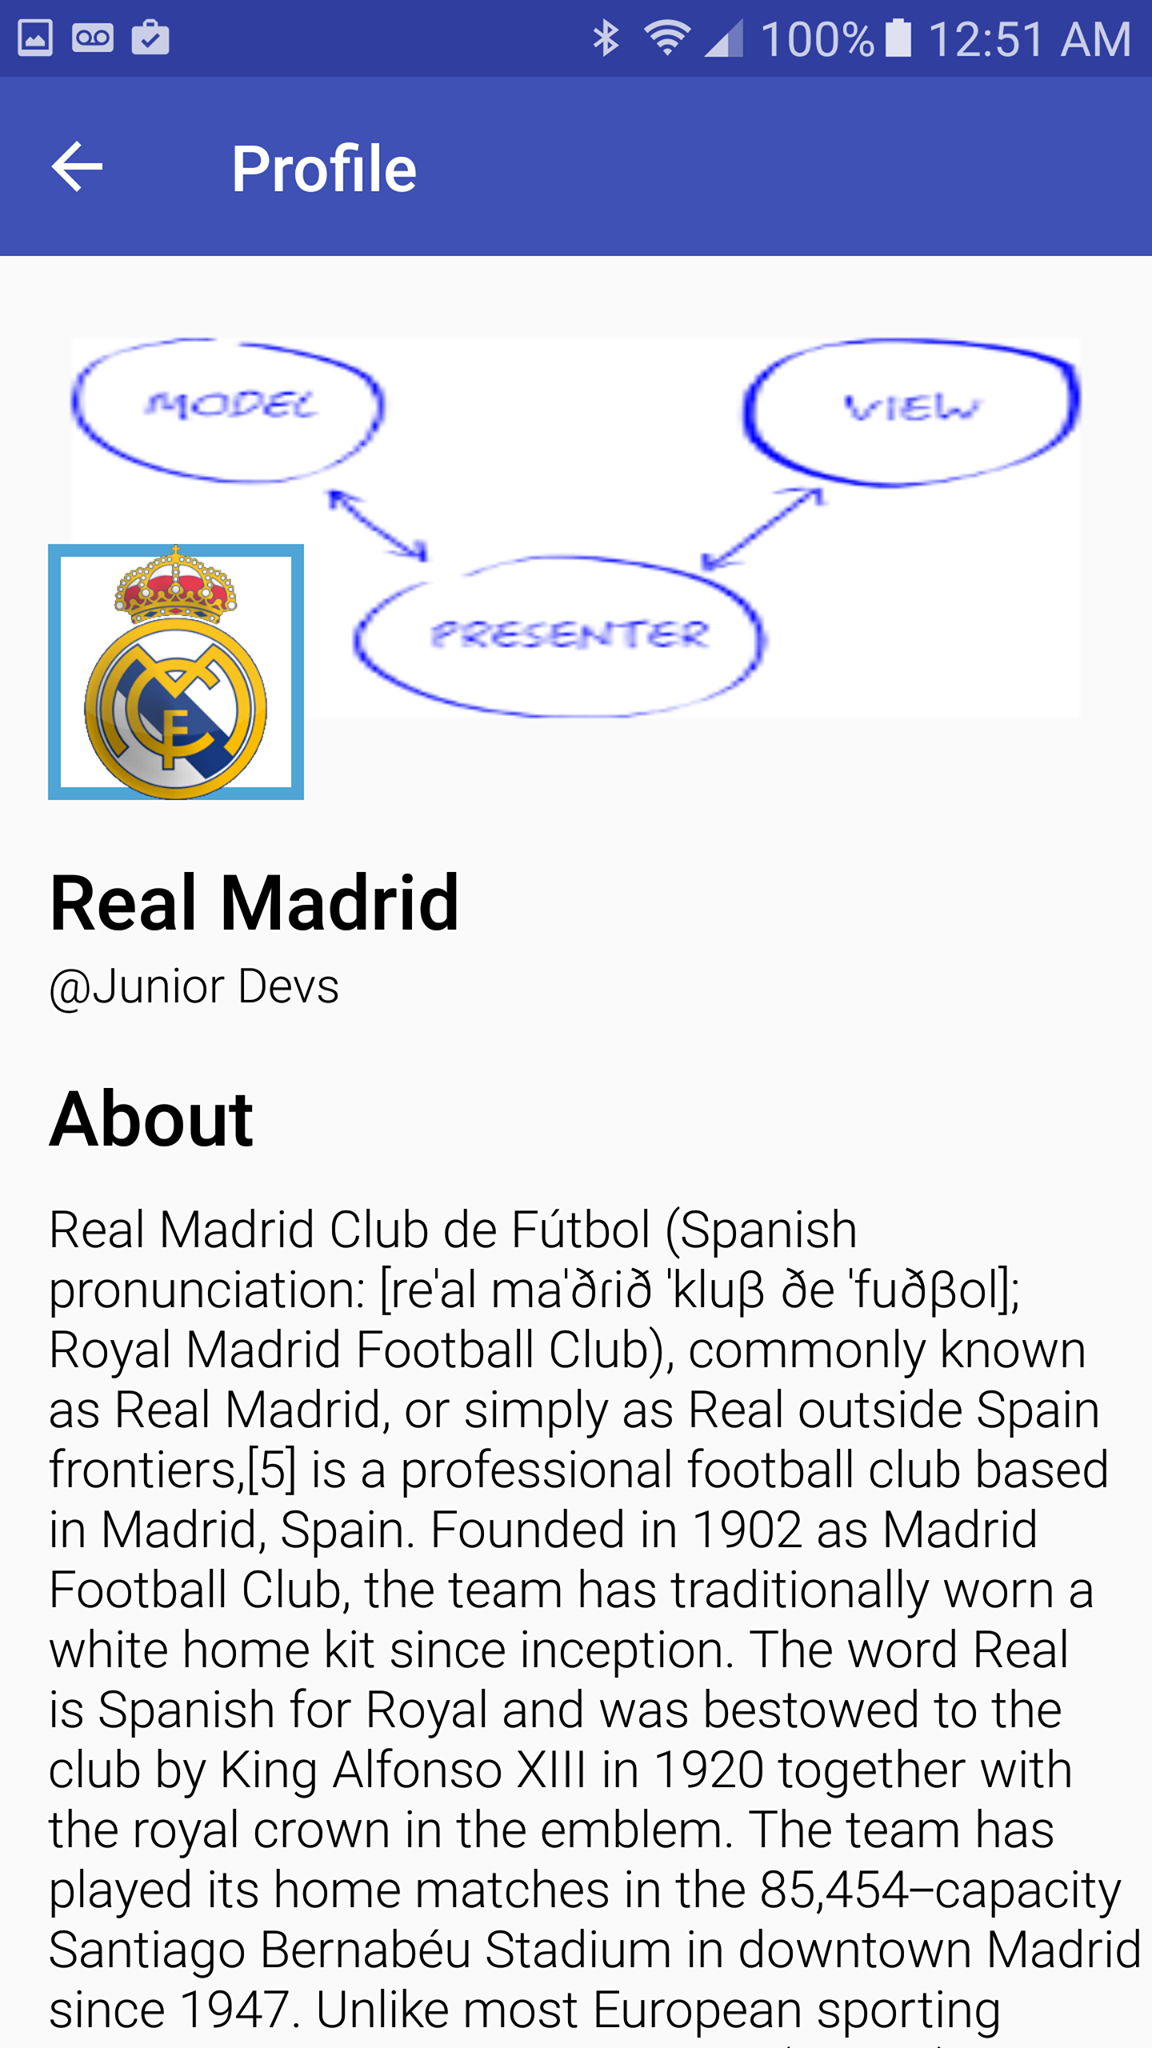 100% 12:51 AM
Profile
MODEL
VIEW
PRESENTER
Real Madrid
@Junior Devs
About
Real Madrid Club de Fútbol (Spanish
pronunciation: [re'al ma'ðɾið 'kluβ ðe 'fuðβol];
Royal Madrid Football Club), commonly known
as Real Madrid, or simply as Real outside Spain
frontiers,[5] is a professional football club based
in Madrid, Spain. Founded in 1902 as Madrid
Football Club, the team has traditionally worn a
white home kit since inception. The word Real
is Spanish for Royal and was bestowed to the
club by King Alfonso XIII in 1920 together with
the royal crown in the emblem. The team has
played its home matches in the 85,454–capacity
Santiago Bernabéu Stadium in downtown Madrid
since 1947. Unlike most European sporting